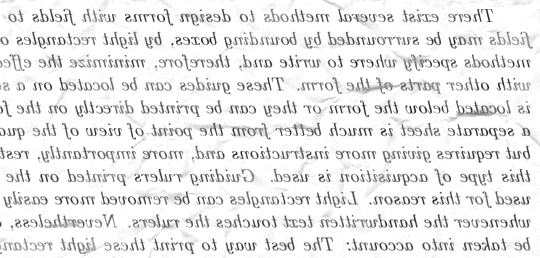 There exist several methods to design forms with fields to
fields may be surrounded by bounding boxes, by light rectangles o
methods specify where to write and, therefore, minimize the effe
with other parts of the form. These guides can be located on a s
is located below the form or they can be printed directly on the f
a separate sheet is much better from the point of view of the qua
but requires giving more instructions and, more importantly, rest
this type of acquisition is used. Guiding rulers printed on the
used for this reason. Light rectangles can be removed more easily
whenever the handwritten text touches the rulers. Nevertheless,
be taken into account: The best way to print these light rectang